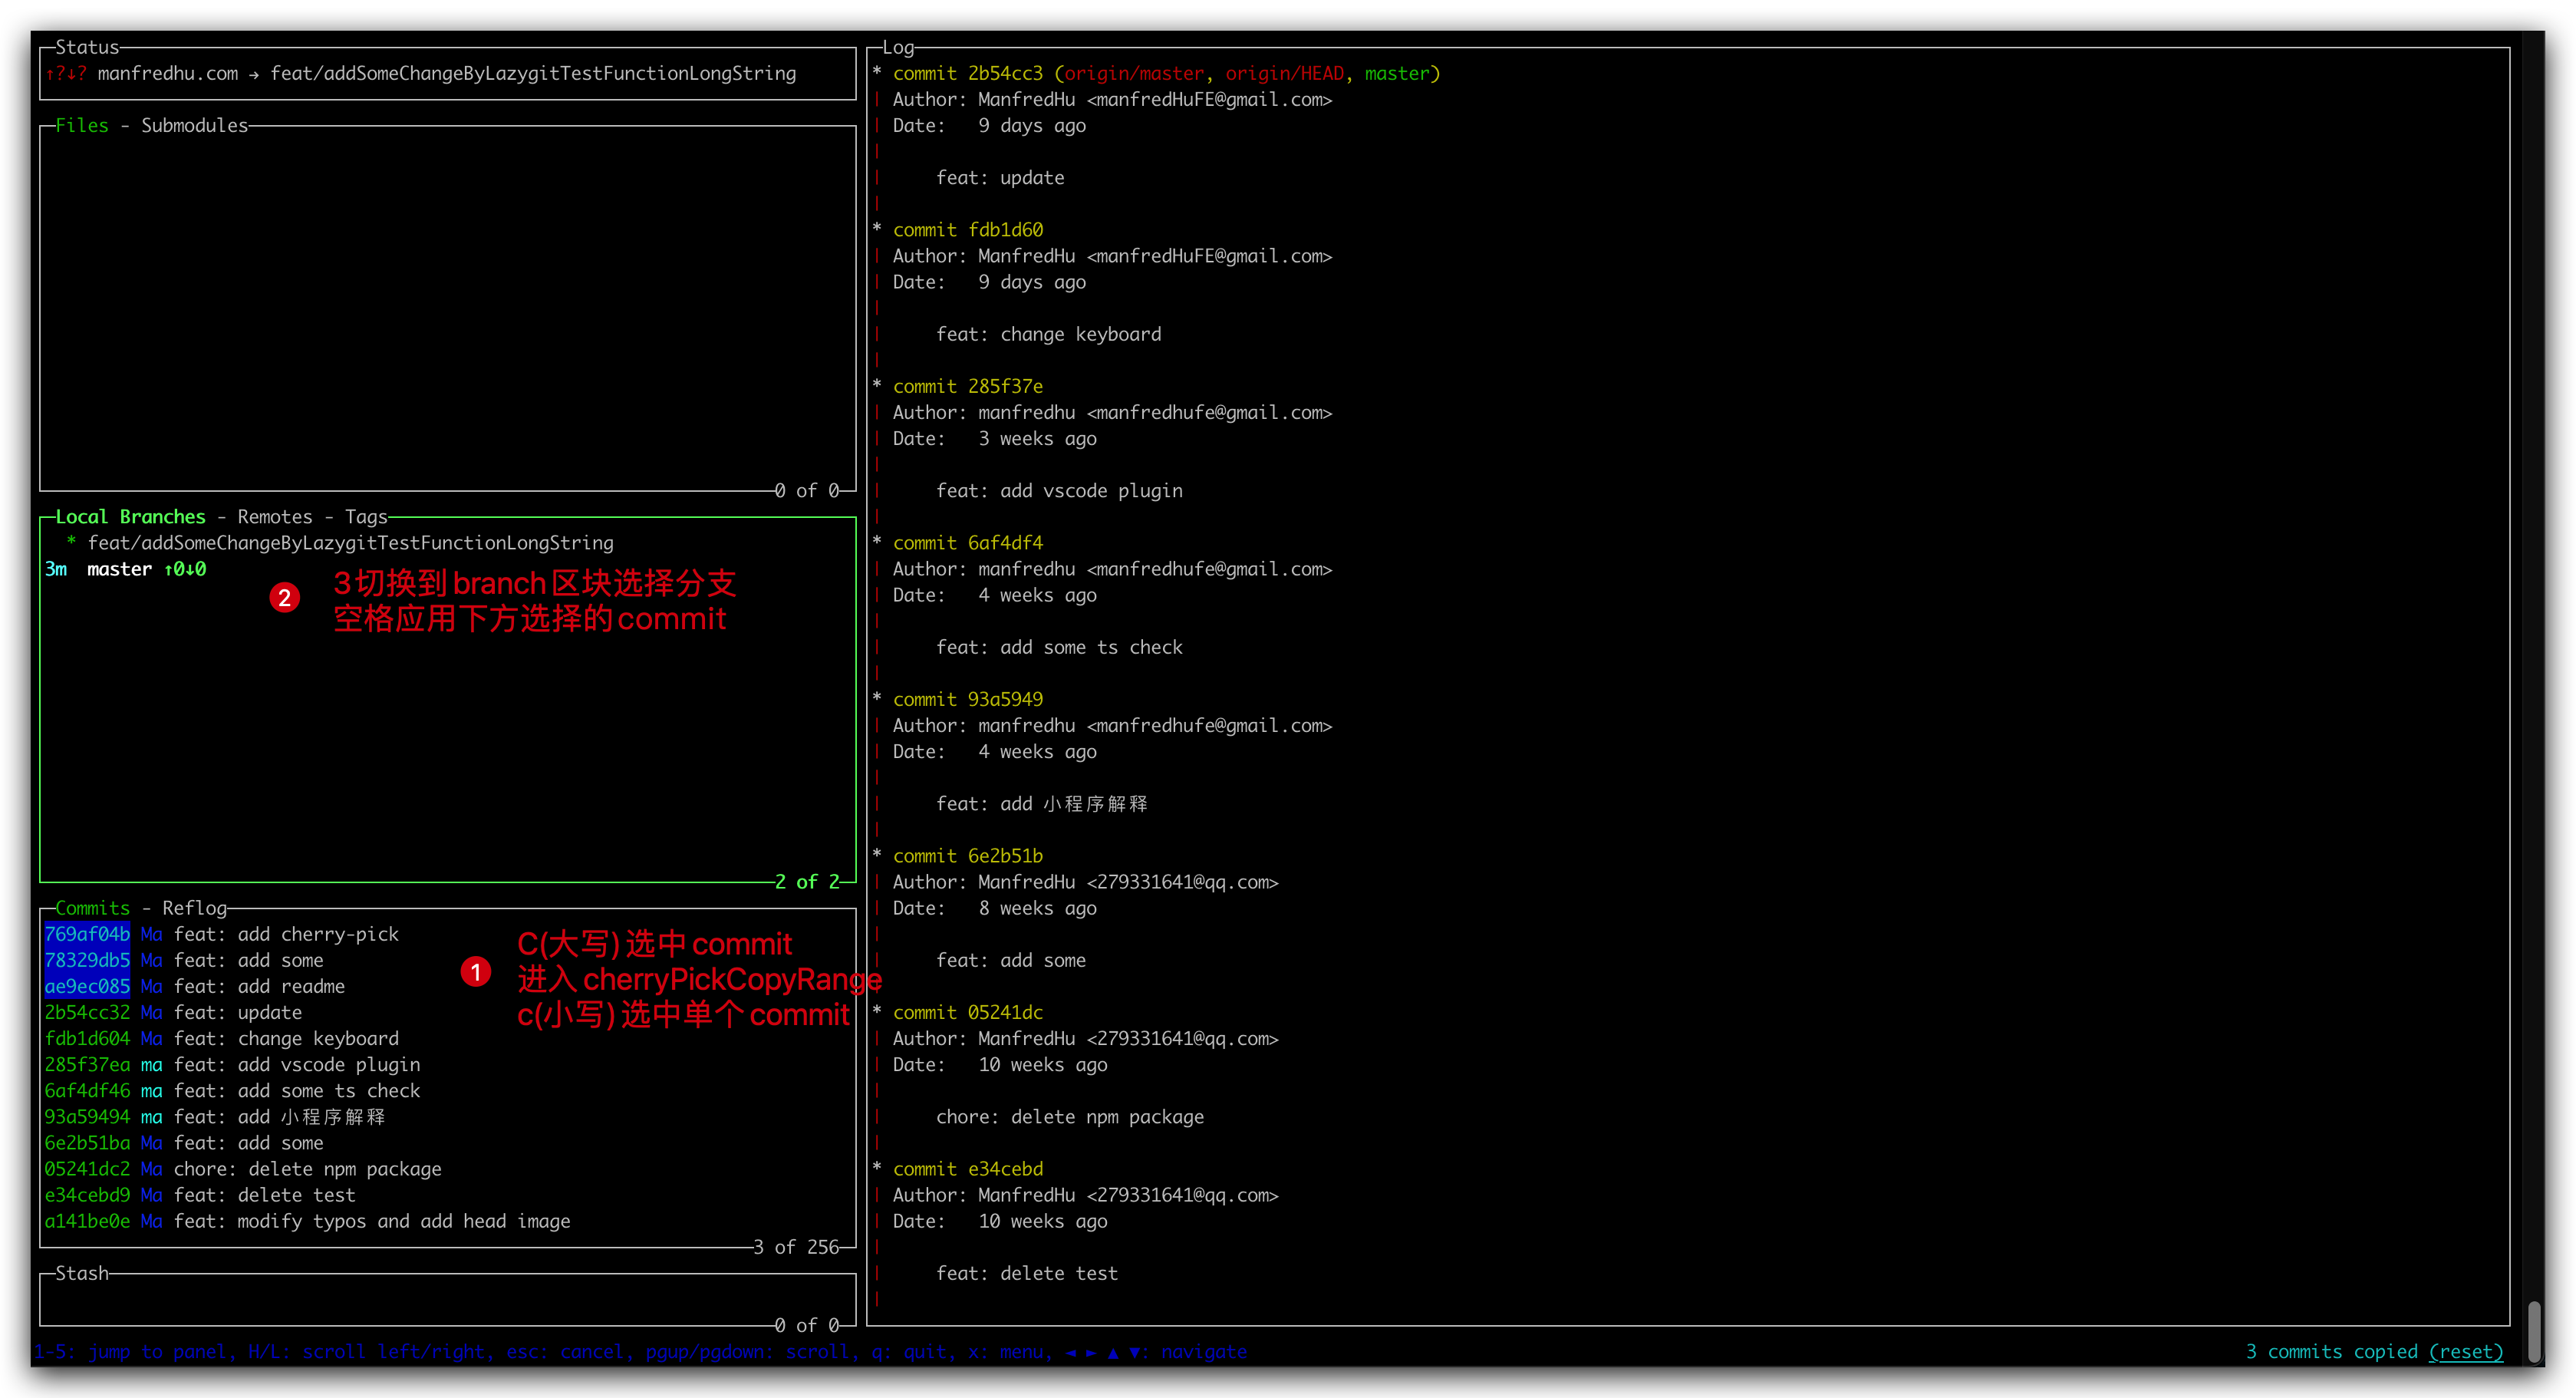 Status
↑?↓? manfredhu.com → feat/addSomeChangeByLazygitTestFunctionLongString
Files - Submodules
0 of 0
Local Branches - Remotes - Tags
* feat/addSomeChangeByLazygitTestFunctionLongString
3m master ↑0↓0
2 3切换到branch区块选择分支
空格应用下方选择的commit
2 of 2
Commits - Reflog
769af04b Ma feat: add cherry-pick
78329db5 Ma feat: add some
ae9ec085 Ma feat: add readme
2b54cc32 Ma feat: update
fdb1d604 Ma feat: change keyboard
285f37ea ma feat: add vscode plugin
6af4df46 ma feat: add some ts check
93a59494 ma feat: add 小程序解释
6e2b51ba Ma feat: add some
05241dc2 Ma chore: delete npm package
e34cebd9 Ma feat: delete test
a141be0e Ma feat: modify typos and add head image
1 C(大写) 选中 commit
进入 cherryPickCopyRange
c(小写) 选中单个 commit
3 of 256
Stash
0 of 0
Log
* commit 2b54cc3 (origin/master, origin/HEAD, master)
Author: ManfredHu <manfredHuFE@gmail.com>
Date: 9 days ago
feat: update
* commit fdb1d60
Author: ManfredHu <manfredHuFE@gmail.com>
Date: 9 days ago
feat: change keyboard
* commit 285f37e
Author: manfredhu <manfredhufe@gmail.com>
Date: 3 weeks ago
feat: add vscode plugin
* commit 6af4df4
Author: manfredhu <manfredhufe@gmail.com>
Date: 4 weeks ago
feat: add some ts check
* commit 93a5949
Author: manfredhu <manfredhufe@gmail.com>
Date: 4 weeks ago
feat: add 小程序解释
* commit 6e2b51b
Author: ManfredHu <279331641@qq.com>
Date: 8 weeks ago
feat: add some
* commit 05241dc
Author: ManfredHu <279331641@qq.com>
Date: 10 weeks ago
chore: delete npm package
* commit e34cebd
Author: ManfredHu <279331641@qq.com>
Date: 10 weeks ago
feat: delete test
1-5: jump to panel, H/L: scroll left/right, esc: cancel, pgup/pgdown: scroll, q: quit, x: menu, ◄ ► ▲ ▼: navigate
3 commits copied (reset)